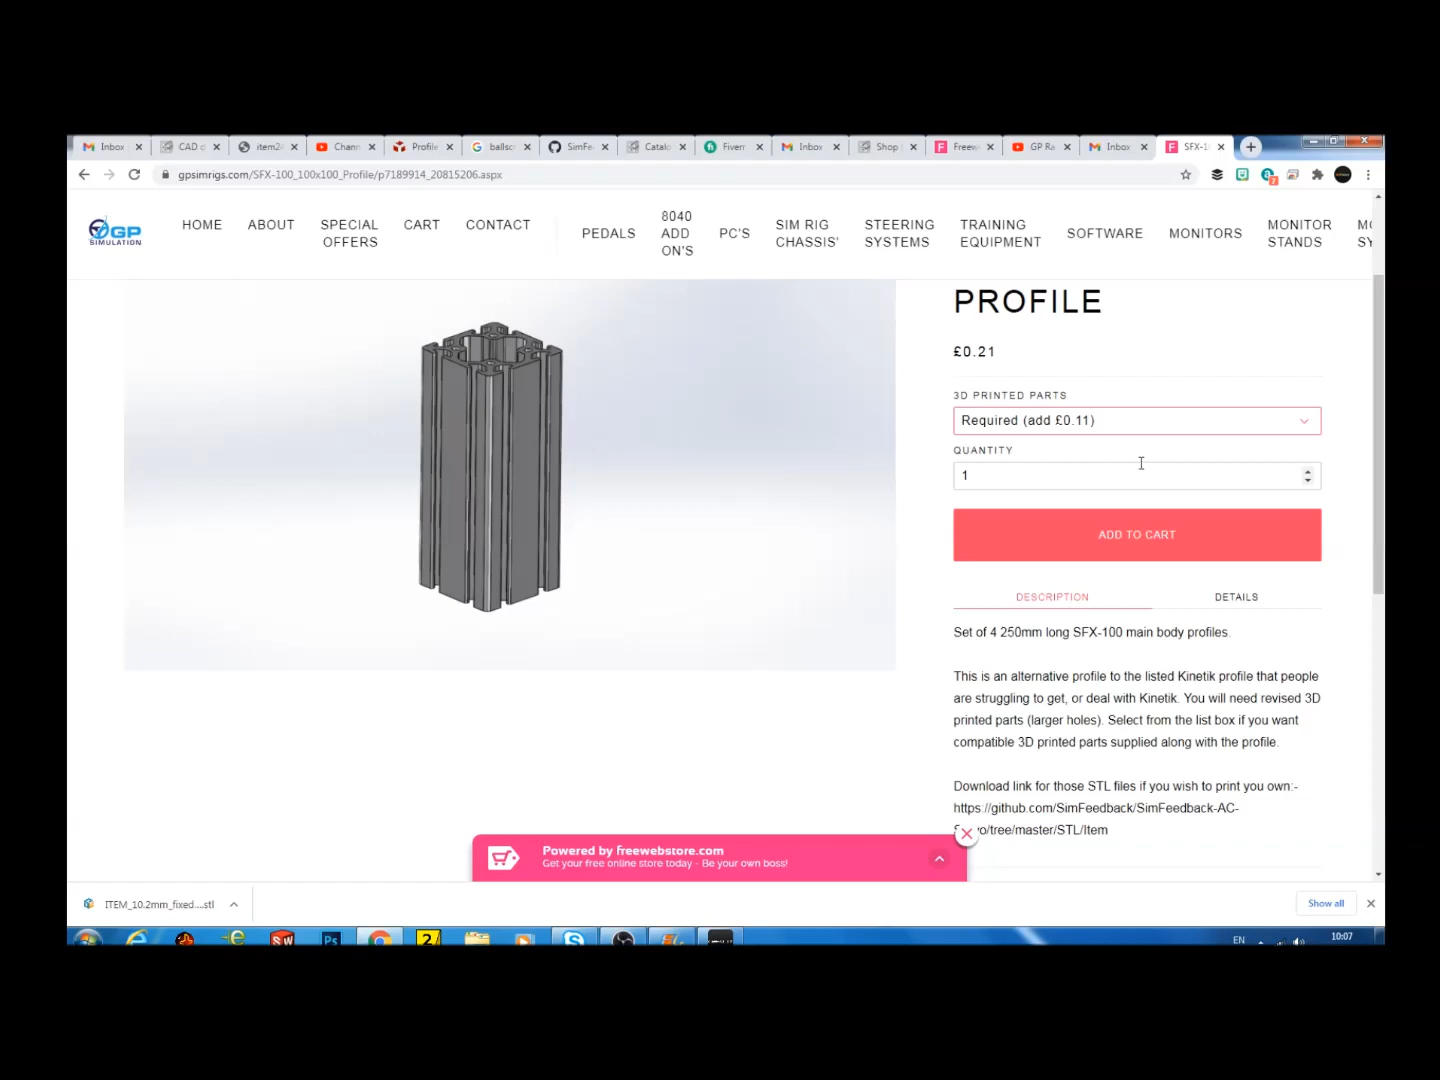 Inbox
CAD c
item2
Chann
Profile
ballscr
SimFe
Catalo
Fiverr
Inbox
Shop
Freew
GP Ra
Inbox
SFX-1
gpsimrigs.com/SFX-100_100x100_Profile/p7189914_20815206.aspx
GP
SIMULATION
HOME
ABOUT
SPECIAL
OFFERS
CART
CONTACT
PEDALS
8040
ADD
ON'S
PC'S
SIM RIG
CHASSIS'
STEERING
SYSTEMS
TRAINING
EQUIPMENT
SOFTWARE
MONITORS
MONITOR
STANDS
MO
SY
PROFILE
£0.21
3D PRINTED PARTS
Required (add £0.11)
QUANTITY
1
ADD TO CART
DESCRIPTION
DETAILS
Set of 4 250mm long SFX-100 main body profiles.
This is an alternative profile to the listed Kinetik profile that people
are struggling to get, or deal with Kinetik. You will need revised 3D
printed parts (larger holes). Select from the list box if you want
compatible 3D printed parts supplied along with the profile.
Download link for those STL files if you wish to print you own:-
https://github.com/SimFeedback/SimFeedback-AC-
vo/tree/master/STL/Item
Powered by freewebstore.com
Get your free online store today - Be your own boss!
ITEM_10.2mm_fixed....stl
Show all
SW
Ps
2
EN
10:07